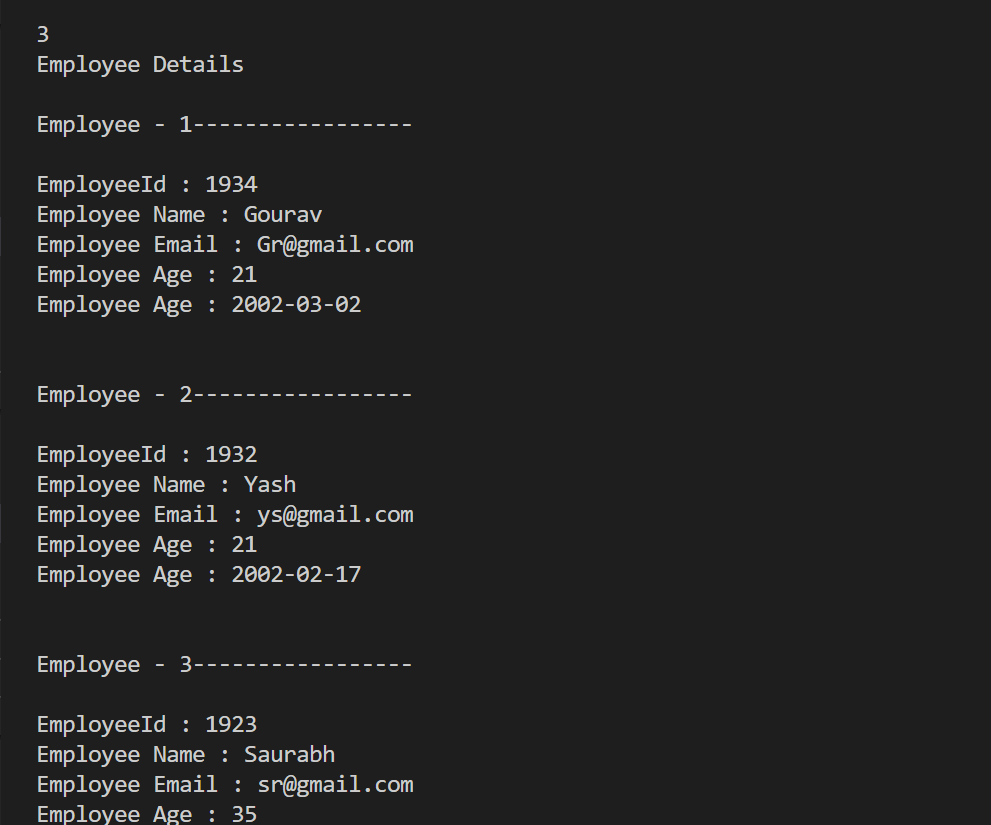 3
Employee Details
Employee - 1-----------------
EmployeeId : 1934
Employee Name : Gourav
Employee Email : Gr@gmail.com
Employee Age : 21
Employee Age : 2002-03-02
Employee - 2-----------------
EmployeeId : 1932
Employee Name : Yash
Employee Email : ys@gmail.com
Employee Age : 21
Employee Age : 2002-02-17
Employee - 3-----------------
EmployeeId : 1923
Employee Name : Saurabh
Employee Email : sr@gmail.com
Employee Age : 35